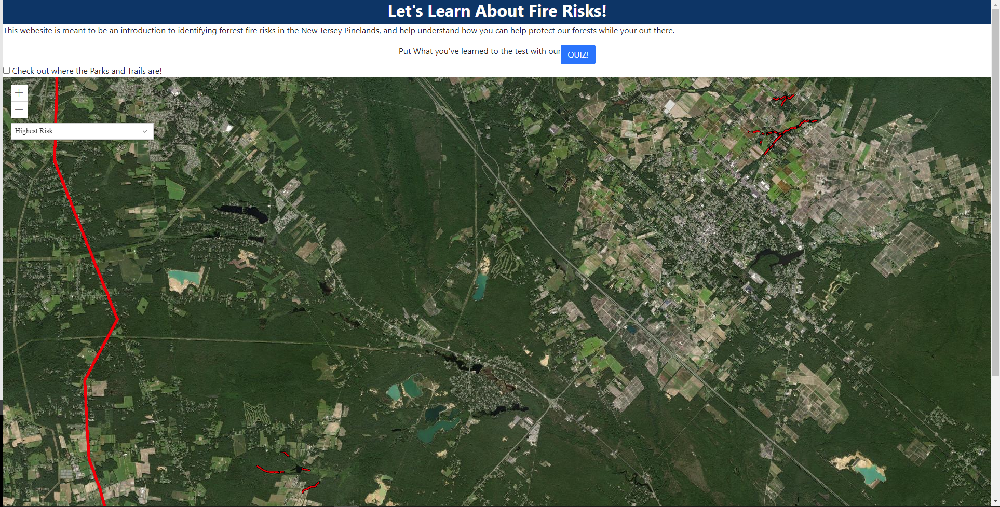 Let's Learn About Fire Risks!
This webesite is meant to be an introduction to identifying forrest fire risks in the New Jersey Pinelands, and help understand how you can help protect our forests while your out there.
Put What you've learned to the test with our QUIZ!
Check out where the Parks and Trails are!
Highest Risk